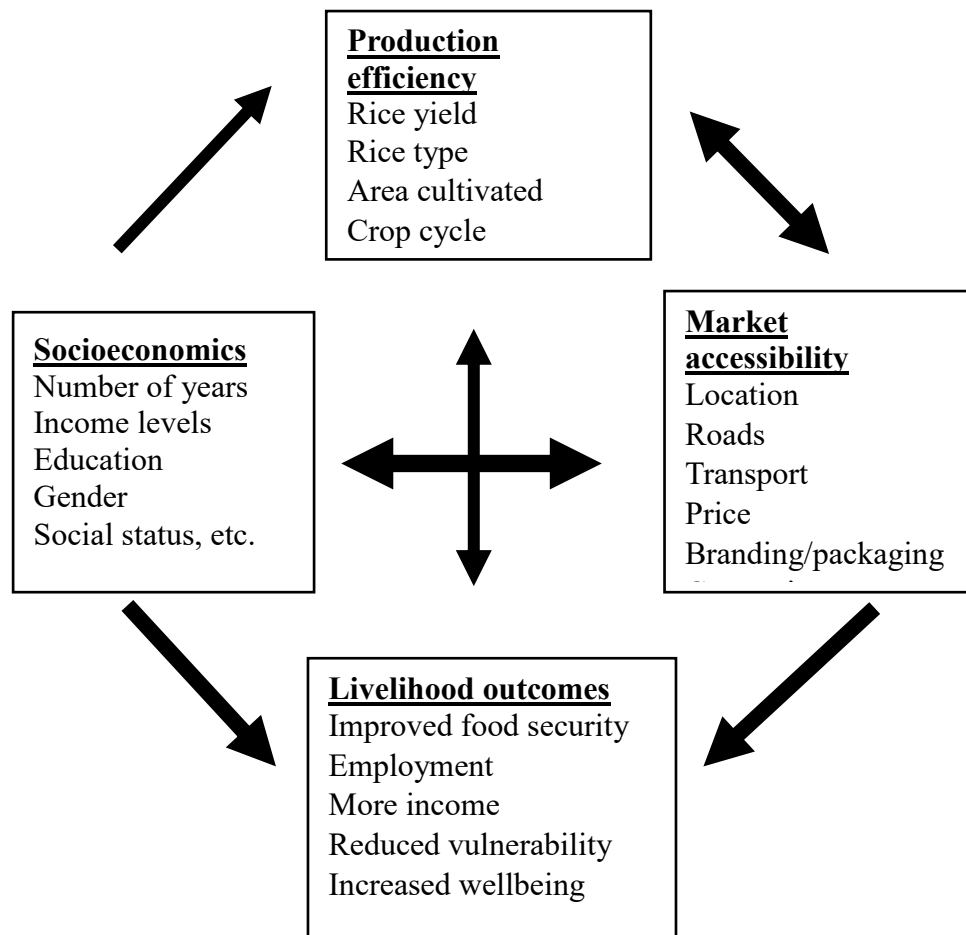 Production
efficiency
Rice yield
Rice type
Area cultivated
Crop cycle
Socioeconomics
Number of years
Income levels
Education
Gender
Social status, etc.
Market
accessibility
Location
Roads
Transport
Price
Branding/packaging
Livelihood outcomes
Improved food security
Employment
More income
Reduced vulnerability
Increased wellbeing